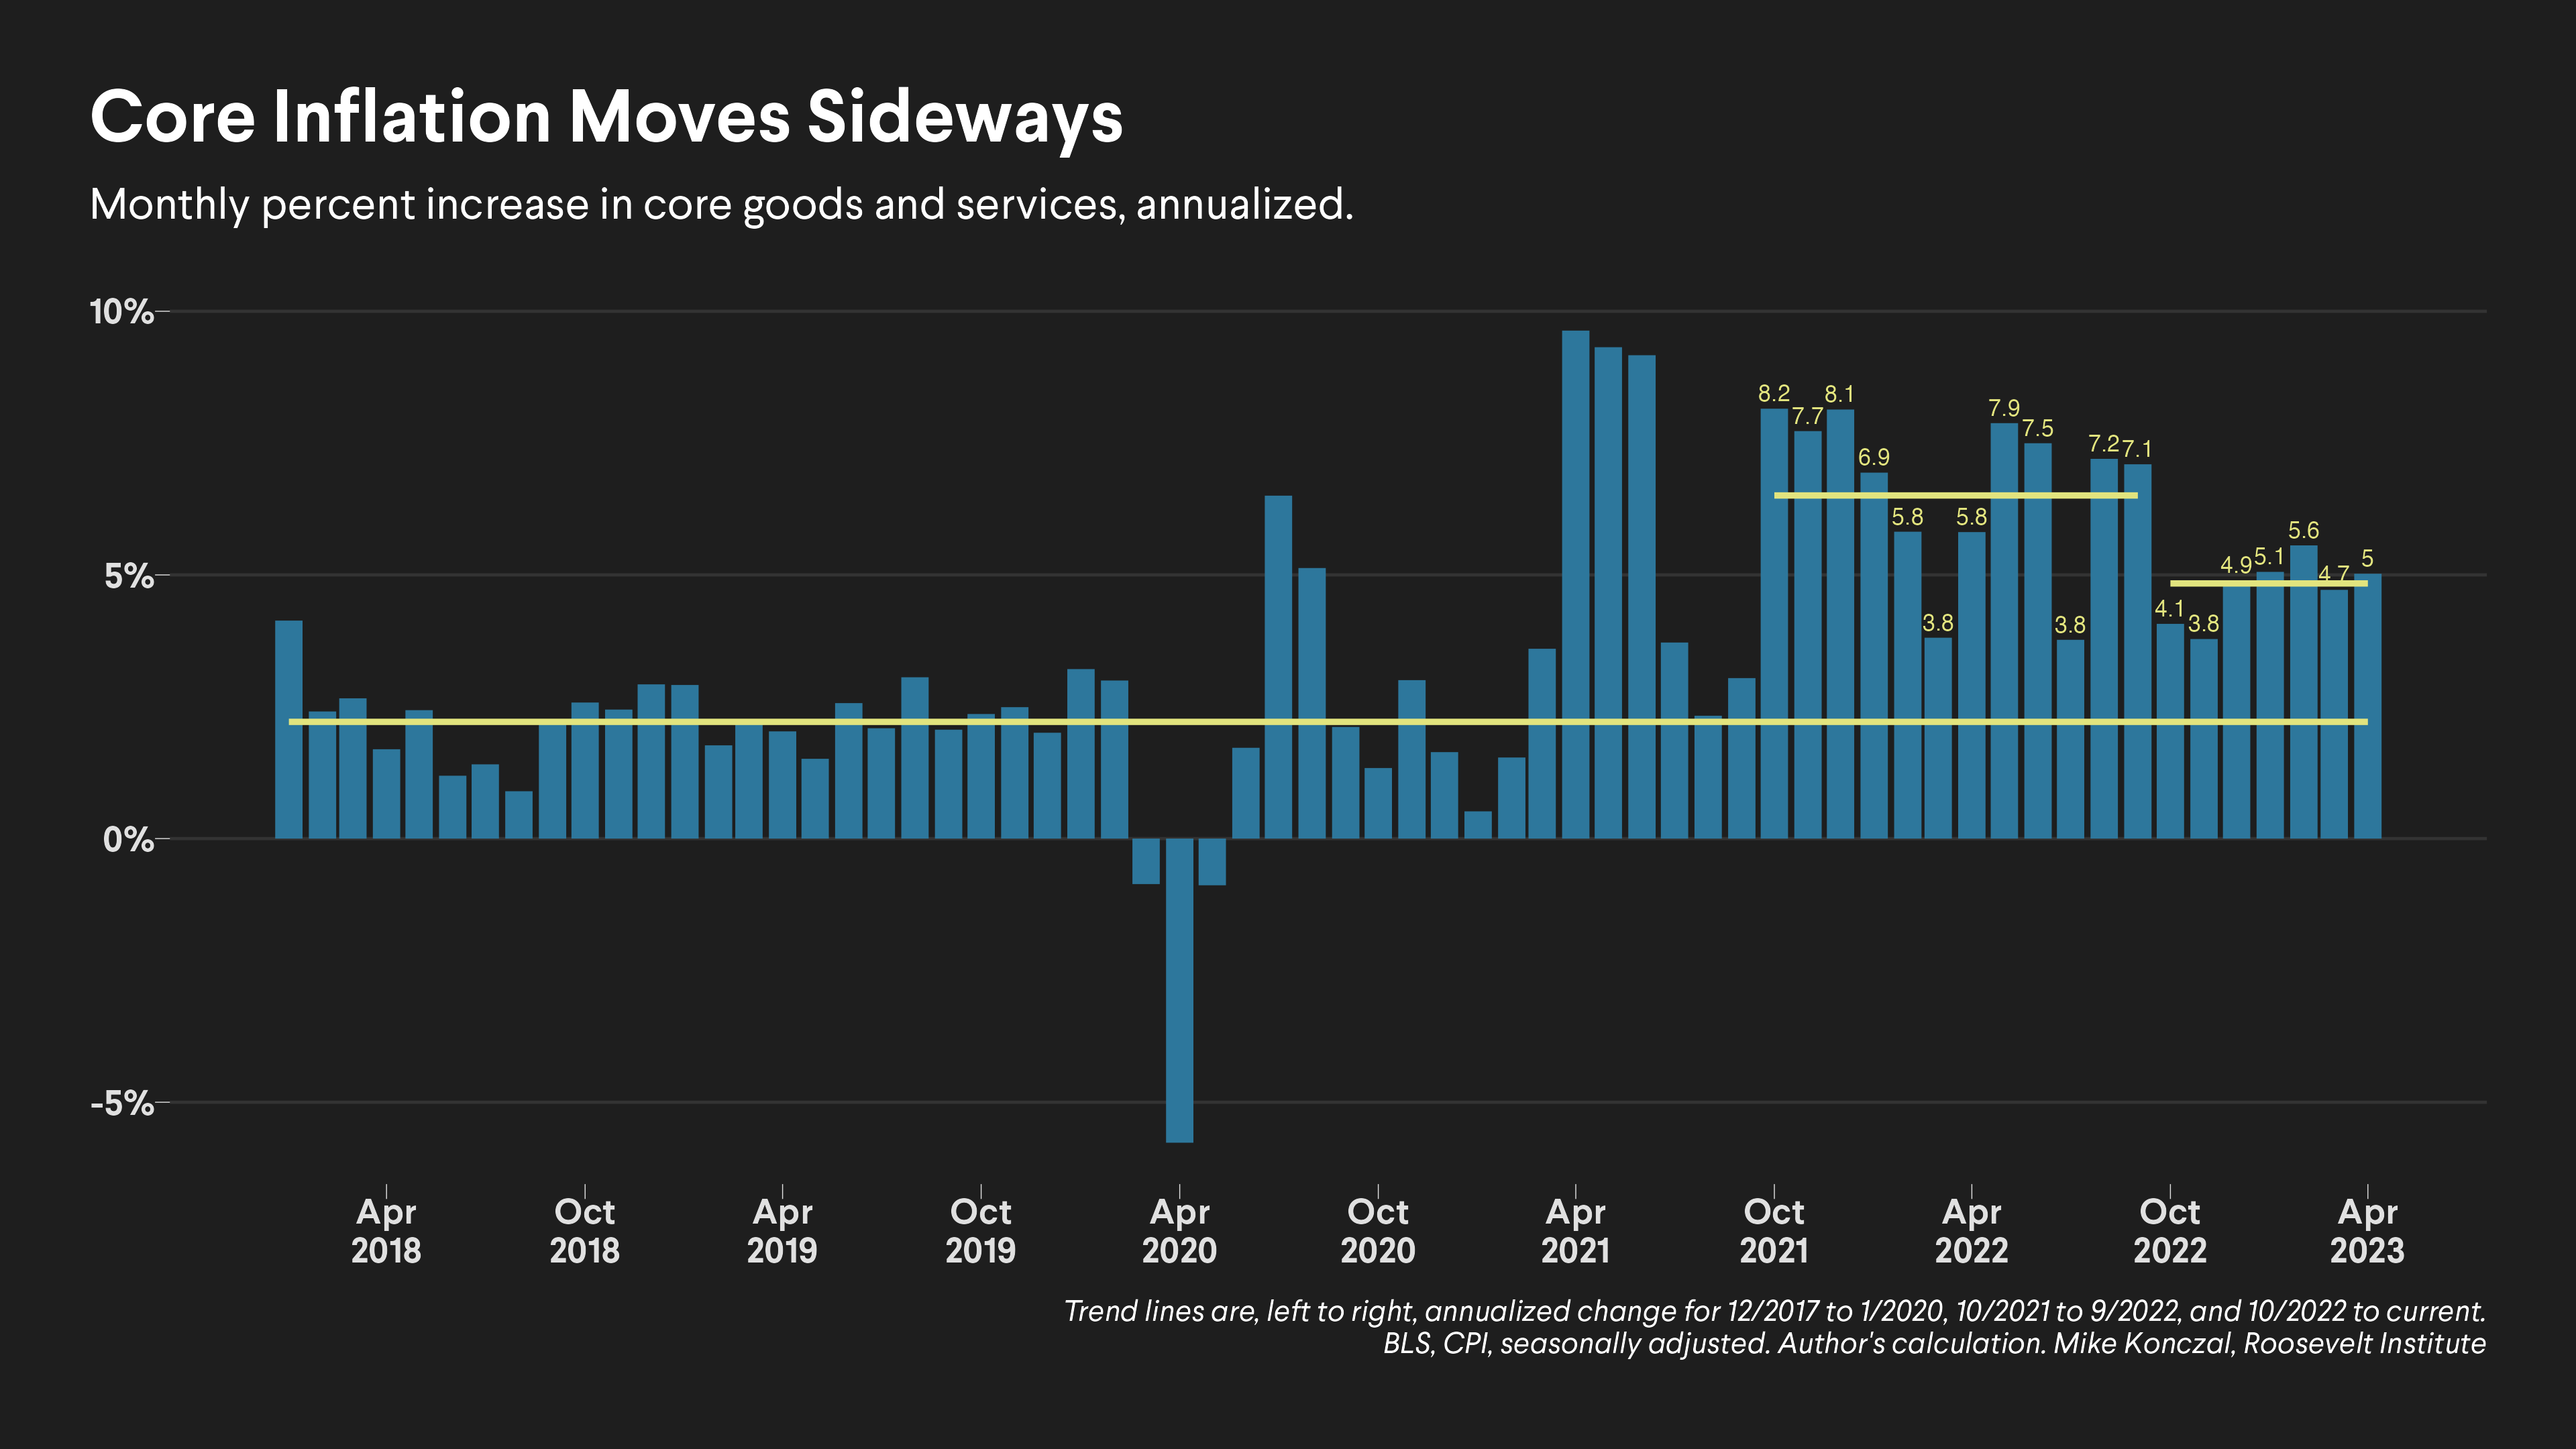 Core Inflation Moves Sideways
Monthly percent increase in core goods and services, annualized.
10%
5%
0%
-5%
8.2
7.7
8.1
6.9
5.8
3.8
5.8
7.9
7.5
3.8
7.2
7.1
4.1
3.8
4.9
5.1
5.6
4.7
5
Apr
2018
Oct
2018
Apr
2019
Oct
2019
Apr
2020
Oct
2020
Apr
2021
Oct
2021
Apr
2022
Oct
2022
Apr
2023
Trend lines are, left to right, annualized change for 12/2017 to 1/2020, 10/2021 to 9/2022, and 10/2022 to current.
BLS, CPI, seasonally adjusted. Author's calculation. Mike Konczal, Roosevelt Institute